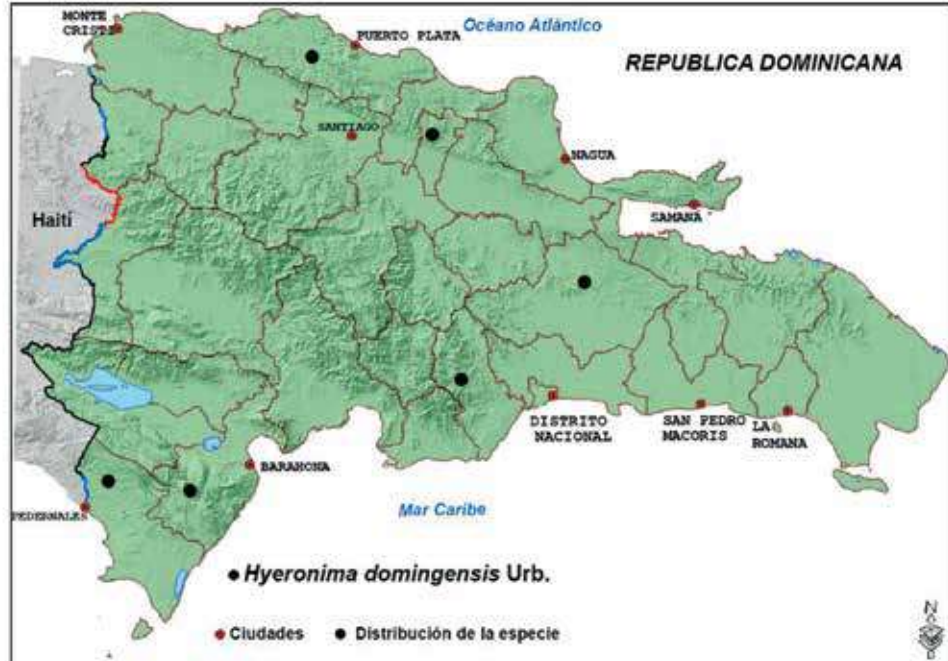 MONTE
CRISTI
Océano Atlántico
PUERTO PLATA
REPUBLICA DOMINICANA
SANTIAGO
NAGUA
SAMANA
Haití
DISTRITO
NACIONAL
SAN PEDRO
MACORIS
LA
ROMANA
BARAHONA
PEDERNALES
Mar Caribe
Hyeronima domingensis Urb.
Ciudades
Distribución de la especie
N